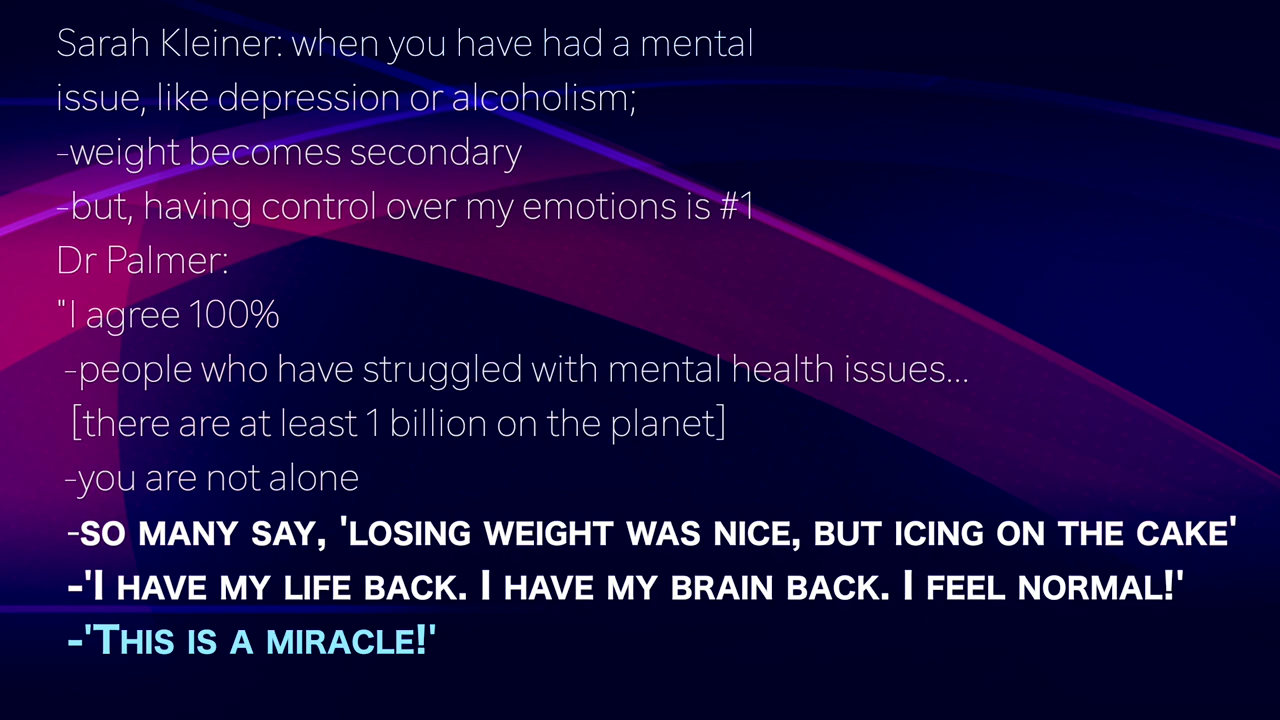 Sarah Kleiner: when you have had a mental
issue, like depression or alcoholism;
-weight becomes secondary
-but, having control over my emotions is #1
Dr Palmer:
"I agree 100%
-people who have struggled with mental health issues...
[there are at least 1 billion on the planet]
-you are not alone
-so many say, 'losing weight was nice, but icing on the cake'
-'I have my life back. I have my brain back. I feel normal!'
-'This is a miracle!'